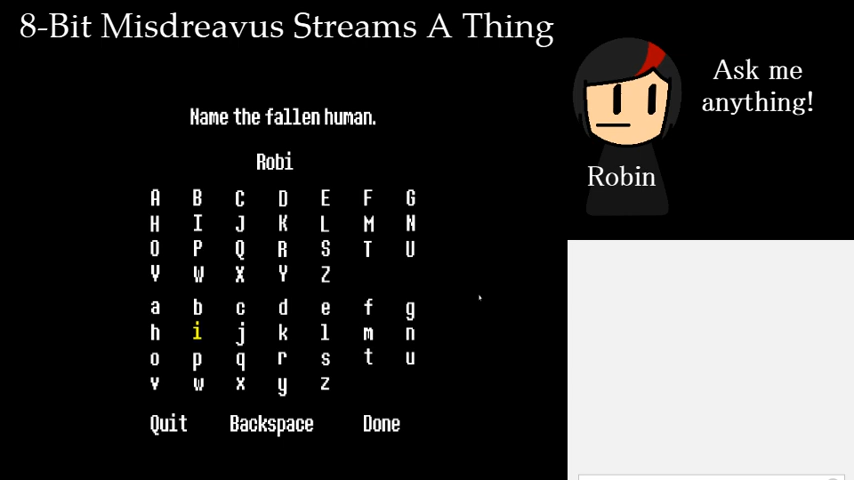 8-Bit Misdreavus Streams A Thing
Ask me
anything!
Robin
Name the fallen human.
Robi
A B C D E F G
H I J K L M N
O P Q R S T U
V W X Y Z
a b c d e f g
h i j k l m n
o p q r s t u
v w x y z
Quit Backspace Done